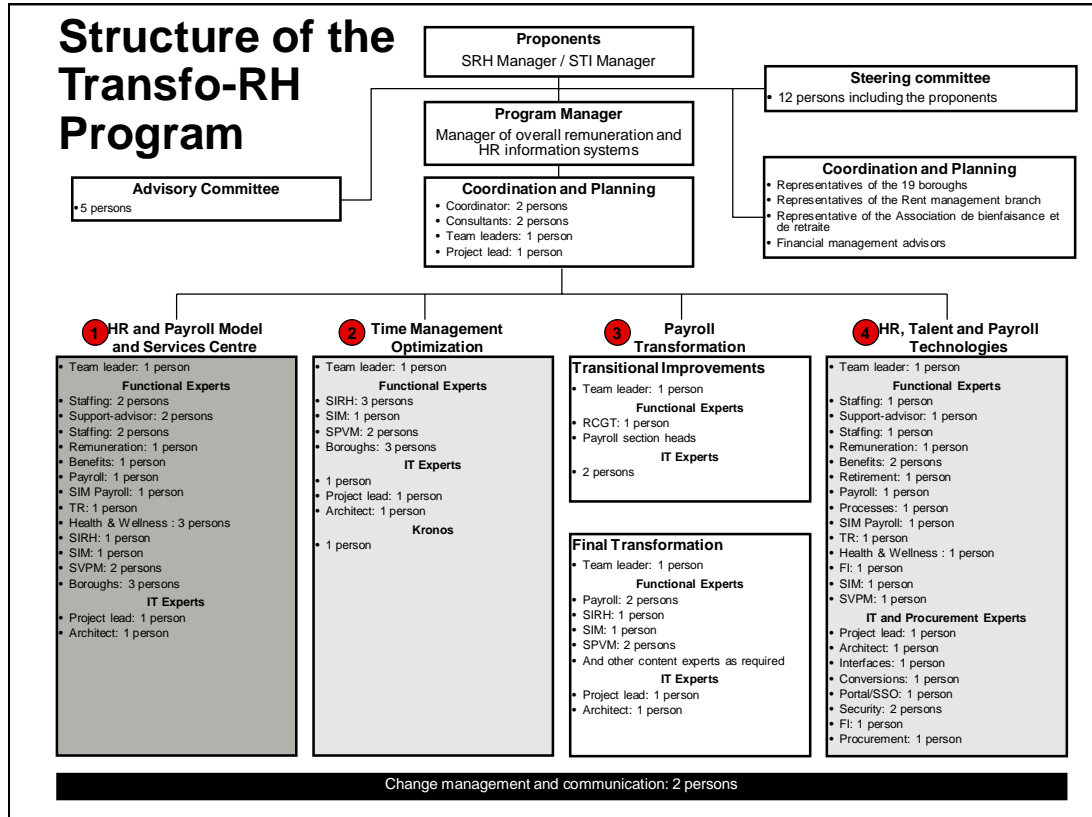 Structure of the
Transfo-RH
Program
Proponents
SRH Manager / STI Manager
Steering committee
• 12 persons including the proponents
Program Manager
Manager of overall remuneration and
HR information systems
Advisory Committee
•5 persons
Coordination and Planning
• Coordinator: 2 persons
• Consultants: 2 persons
• Team leaders: 1 person
• Project lead: 1 person
Coordination and Planning
• Representatives of the 19 boroughs
• Representatives of the Rent management branch
• Representative of the Association de bienfaisance et
de retraite
• Financial management advisors
1 HR and Payroll Model
and Services Centre
• Team leader: 1 person
Functional Experts
• Staffing: 2 persons
• Support-advisor: 2 persons
• Staffing: 2 persons
• Remuneration: 1 person
• Benefits: 1 person
• Payroll: 1 person
• SIM Payroll: 1 person
• TR: 1 person
• Health & Wellness : 3 persons
• SIRH: 1 person
• SIM: 1 person
• SVPM: 2 persons
• Boroughs: 3 persons
IT Experts
• Project lead: 1 person
• Architect: 1 person
2 Time Management
Optimization
• Team leader: 1 person
Functional Experts
• SIRH: 3 persons
• SIM: 1 person
• SPVM: 2 persons
• Boroughs: 3 persons
IT Experts
• 1 person
• Project lead: 1 person
• Architect: 1 person
Kronos
• 1 person
3 Payroll
Transformation
Transitional Improvements
• Team leader: 1 person
Functional Experts
• RCGT: 1 person
• Payroll section heads
IT Experts
• 2 persons
Final Transformation
• Team leader: 1 person
Functional Experts
• Payroll: 2 persons
• SIRH: 1 person
• SIM: 1 person
• SPVM: 2 persons
• And other content experts as required
IT Experts
• Project lead: 1 person
• Architect: 1 person
4 HR, Talent and Payroll
Technologies
• Team leader: 1 person
Functional Experts
• Staffing: 1 person
• Support-advisor: 1 person
• Staffing: 1 person
• Remuneration: 1 person
• Benefits: 2 persons
• Retirement: 1 person
• Payroll: 1 person
• Processes: 1 person
• SIM Payroll: 1 person
• TR: 1 person
• Health & Wellness : 1 person
• FI: 1 person
• SIM: 1 person
• SVPM: 1 person
IT and Procurement Experts
• Project lead: 1 person
• Architect: 1 person
• Interfaces: 1 person
• Conversions: 1 person
• Portal/SSO: 1 person
• Security: 2 persons
• FI: 1 person
• Procurement: 1 person
Change management and communication: 2 persons